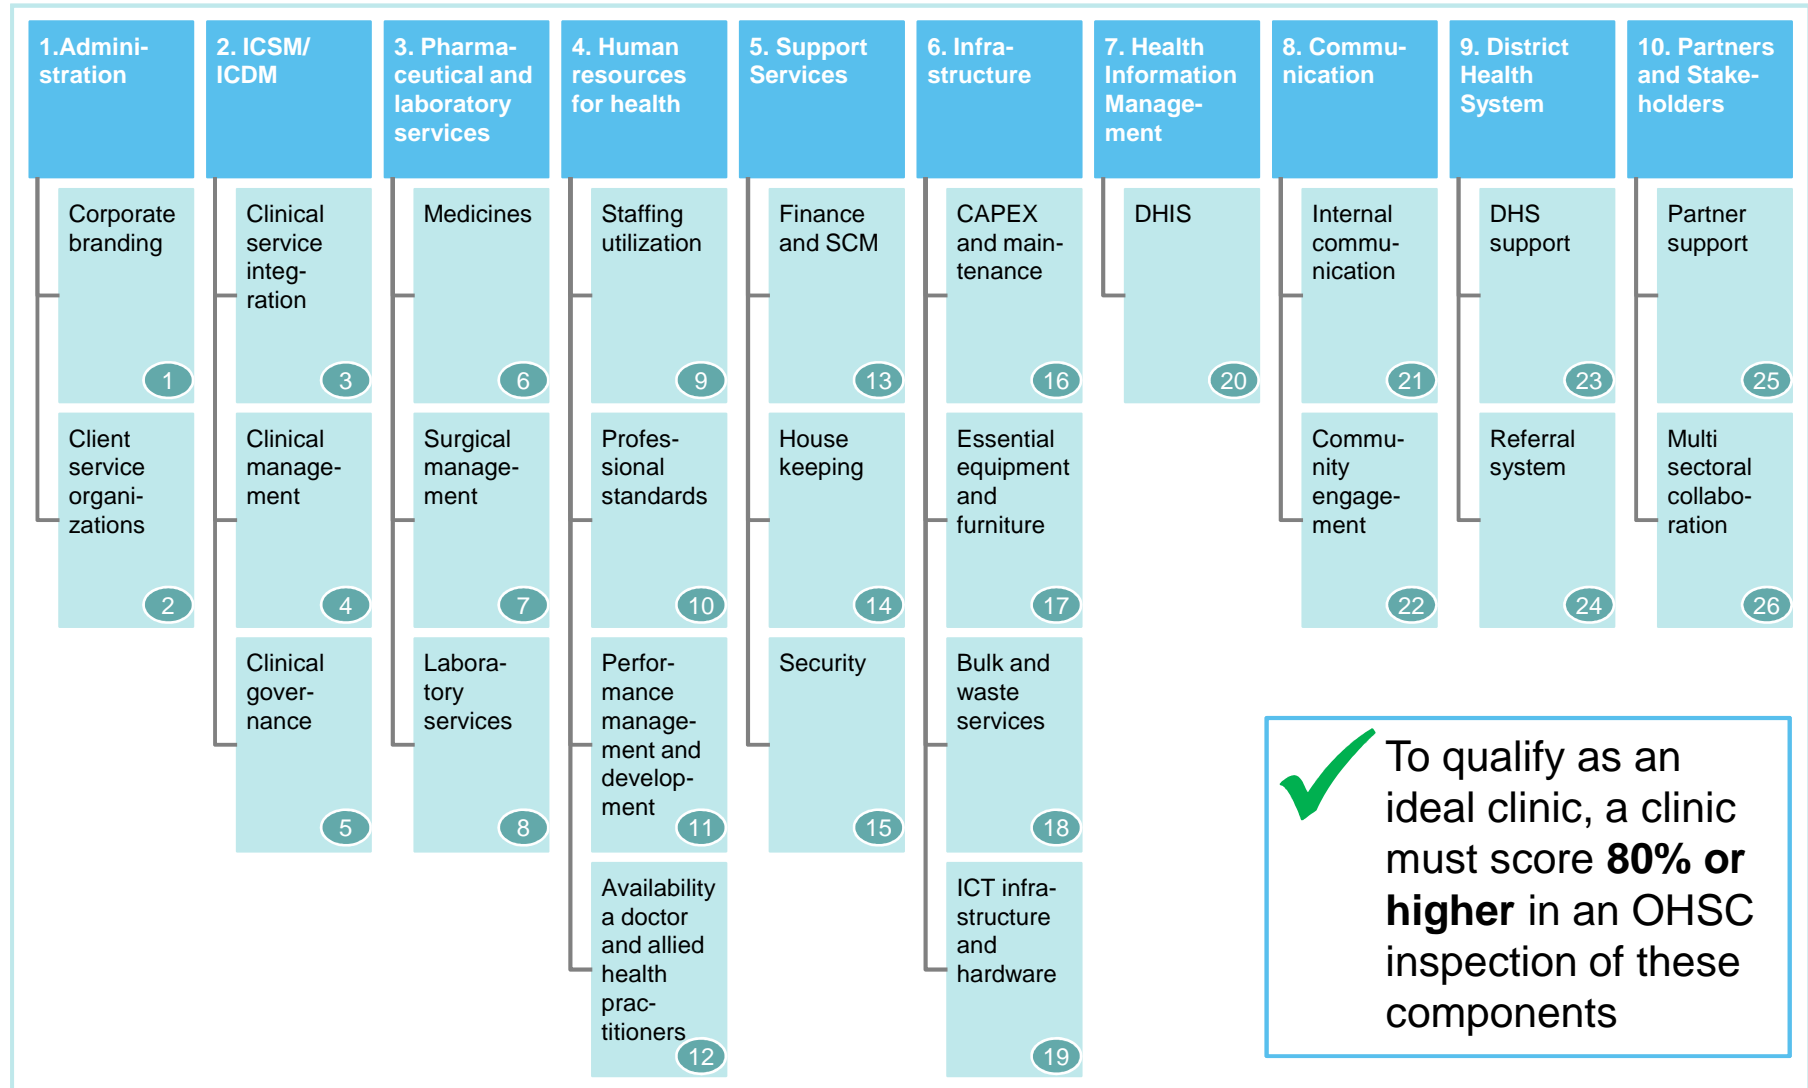 1.Admini-
stration
2. ICSM/
ICDM
3. Pharma-
ceutical and
laboratory
services
4. Human
resources
for health
5. Support
Services
6. Infra-
structure
7. Health
Information
Manage-
ment
8. Commu-
nication
9. District
Health
System
10. Partners
and Stake-
holders
Corporate
branding
1
Clinical
service
integ-
ration
3
Medicines
6
Staffing
utilization
9
Finance
and SCM
13
CAPEX
and main-
tenance
16
DHIS
20
Internal
commu-
nication
21
DHS
support
23
Partner
support
25
Client
service
organi-
zations
2
Clinical
manage-
ment
4
Surgical
manage-
ment
7
Profes-
sional
standards
10
House
keeping
14
Essential
equipment
and
furniture
17
Commu-
nity
engage-
ment
22
Referral
system
24
Multi
sectoral
collabo-
ration
26
Clinical
gover-
nance
5
Labora-
tory
services
8
Perfor-
mance
manage-
ment and
develop-
ment
11
Security
15
Bulk and
waste
services
18
Availability
a doctor
and allied
health
prac-
titioners
12
ICT infra-
structure
and
hardware
19
To qualify as an
ideal clinic, a clinic
must score 80% or
higher in an OHSC
inspection of these
components